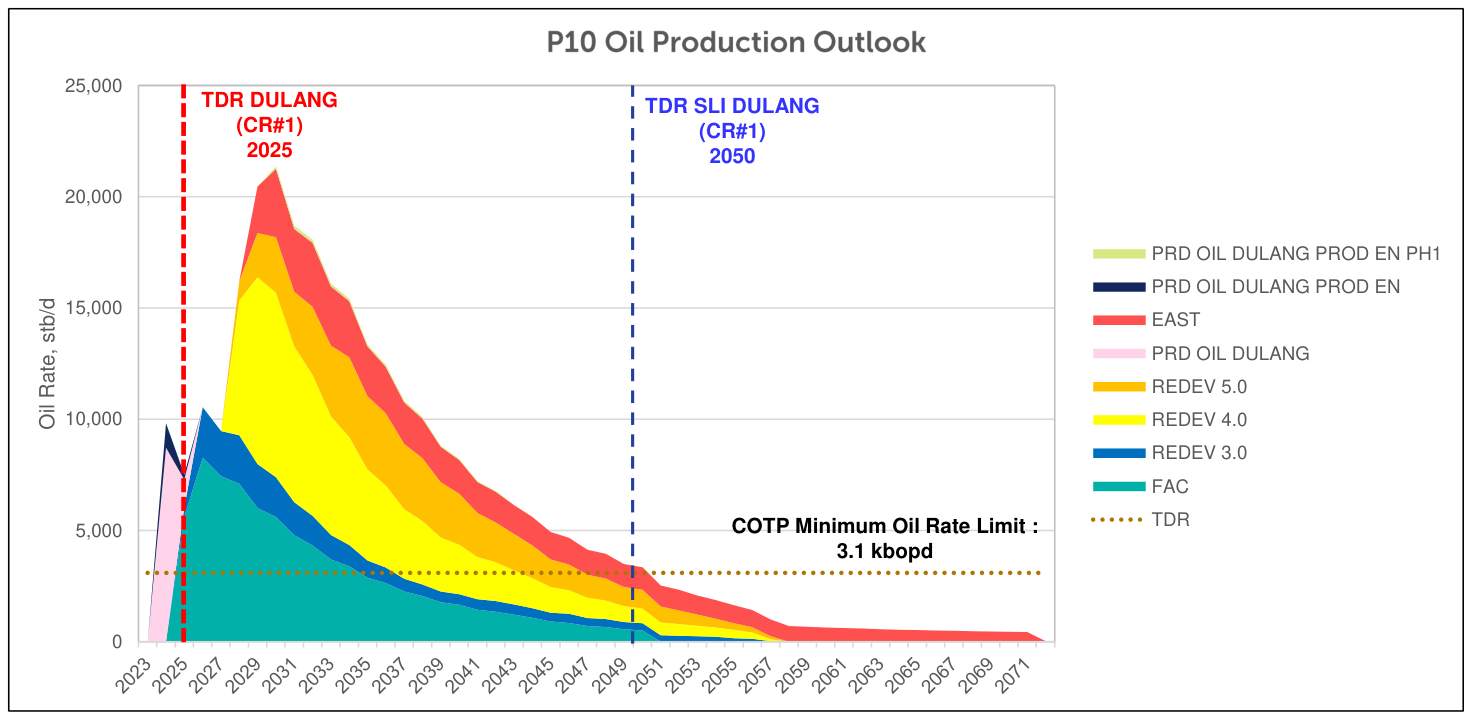 P10 Oil Production Outlook
25,000
20,000
15,000
10,000
5,000
0
Oil Rate, stb/d
TDR DULANG
(CR#1)
2025
TDR SLI DULANG
(CR#1)
2050
COTP Minimum Oil Rate Limit :
3.1 kbopd
2023
2025
2027
2029
2031
2033
2035
2037
2039
2041
2043
2045
2047
2049
2051
2053
2055
2057
2059
2061
2063
2065
2067
2069
2071
PRD OIL DULANG PROD EN PH1
PRD OIL DULANG PROD EN
EAST
PRD OIL DULANG
REDEV 5.0
REDEV 4.0
REDEV 3.0
FAC
TDR